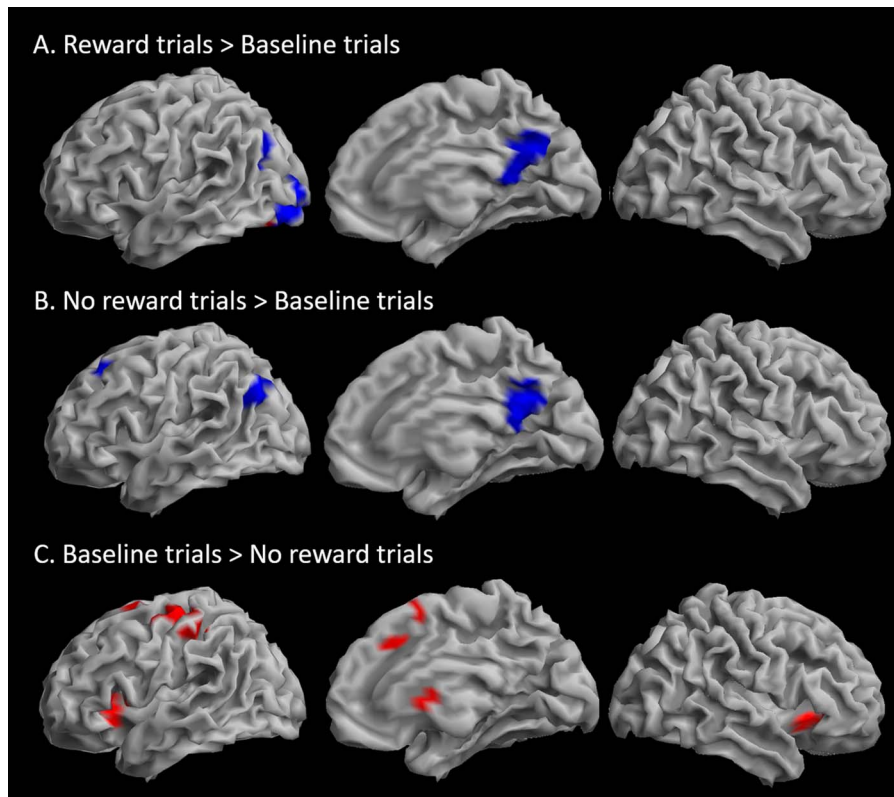 A. Reward trials > Baseline trials
B. No reward trials > Baseline trials
C. Baseline trials > No reward trials